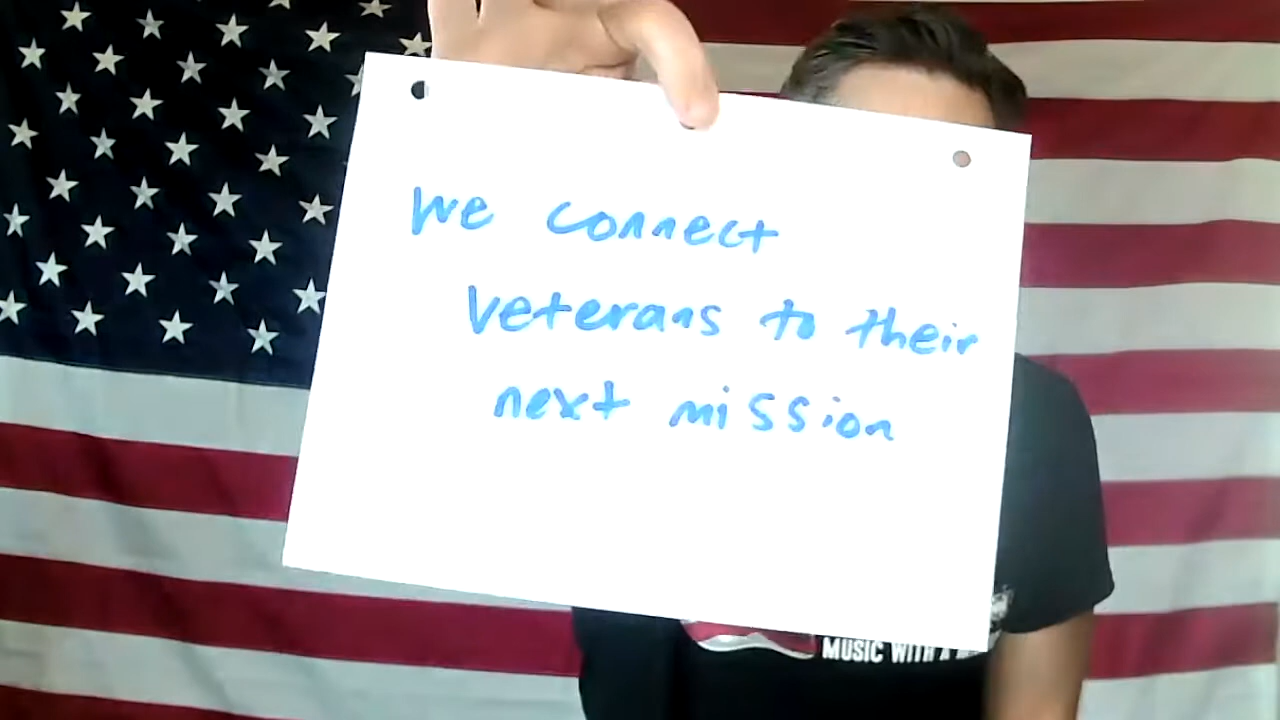 We connect
veterans to their
next mission
MUSIC WITH A